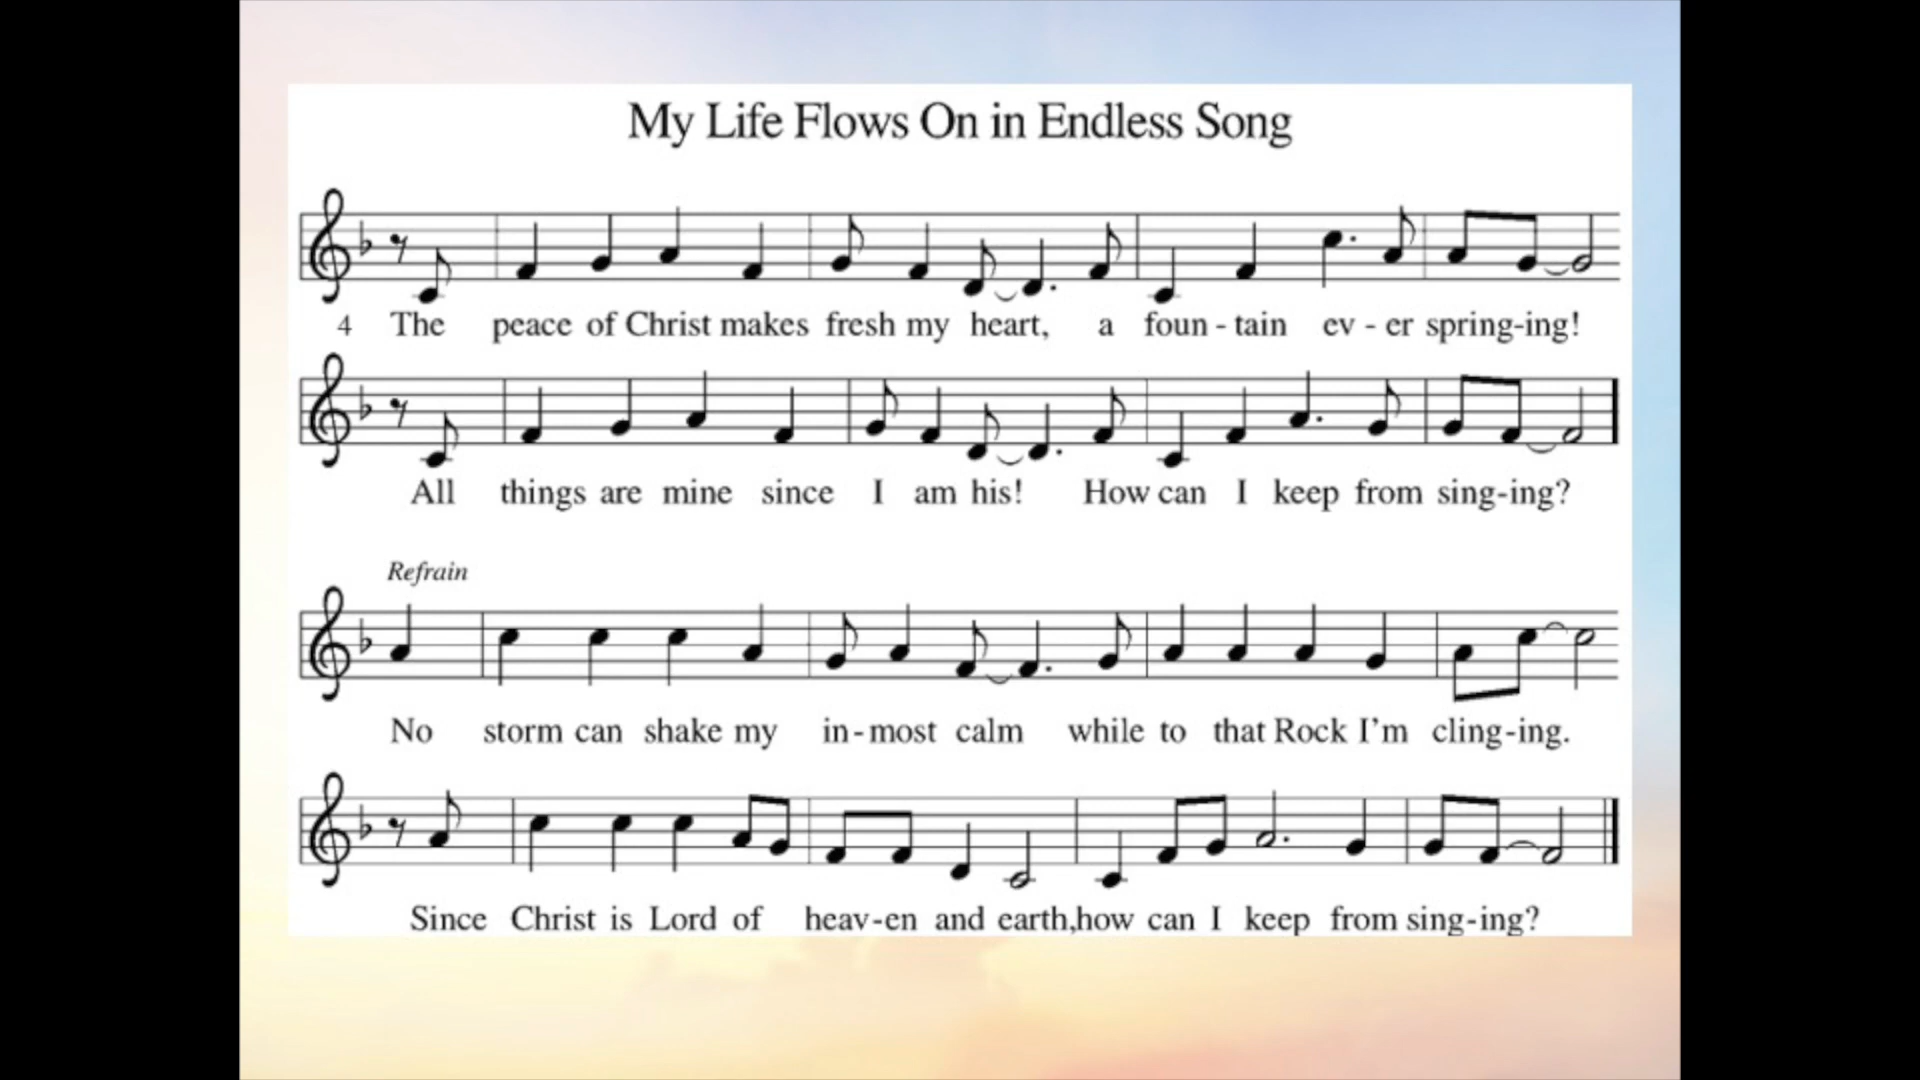 My Life Flows On in Endless Song
4 The peace of Christ makes fresh my heart, a foun - tain ev - er spring-ing!
All things are mine since I am his! How can I keep from sing-ing?
Refrain
No storm can shake my in-most calm while to that Rock I'm cling-ing.
Since Christ is Lord of heav-en and earth,how can I keep from sing-ing?